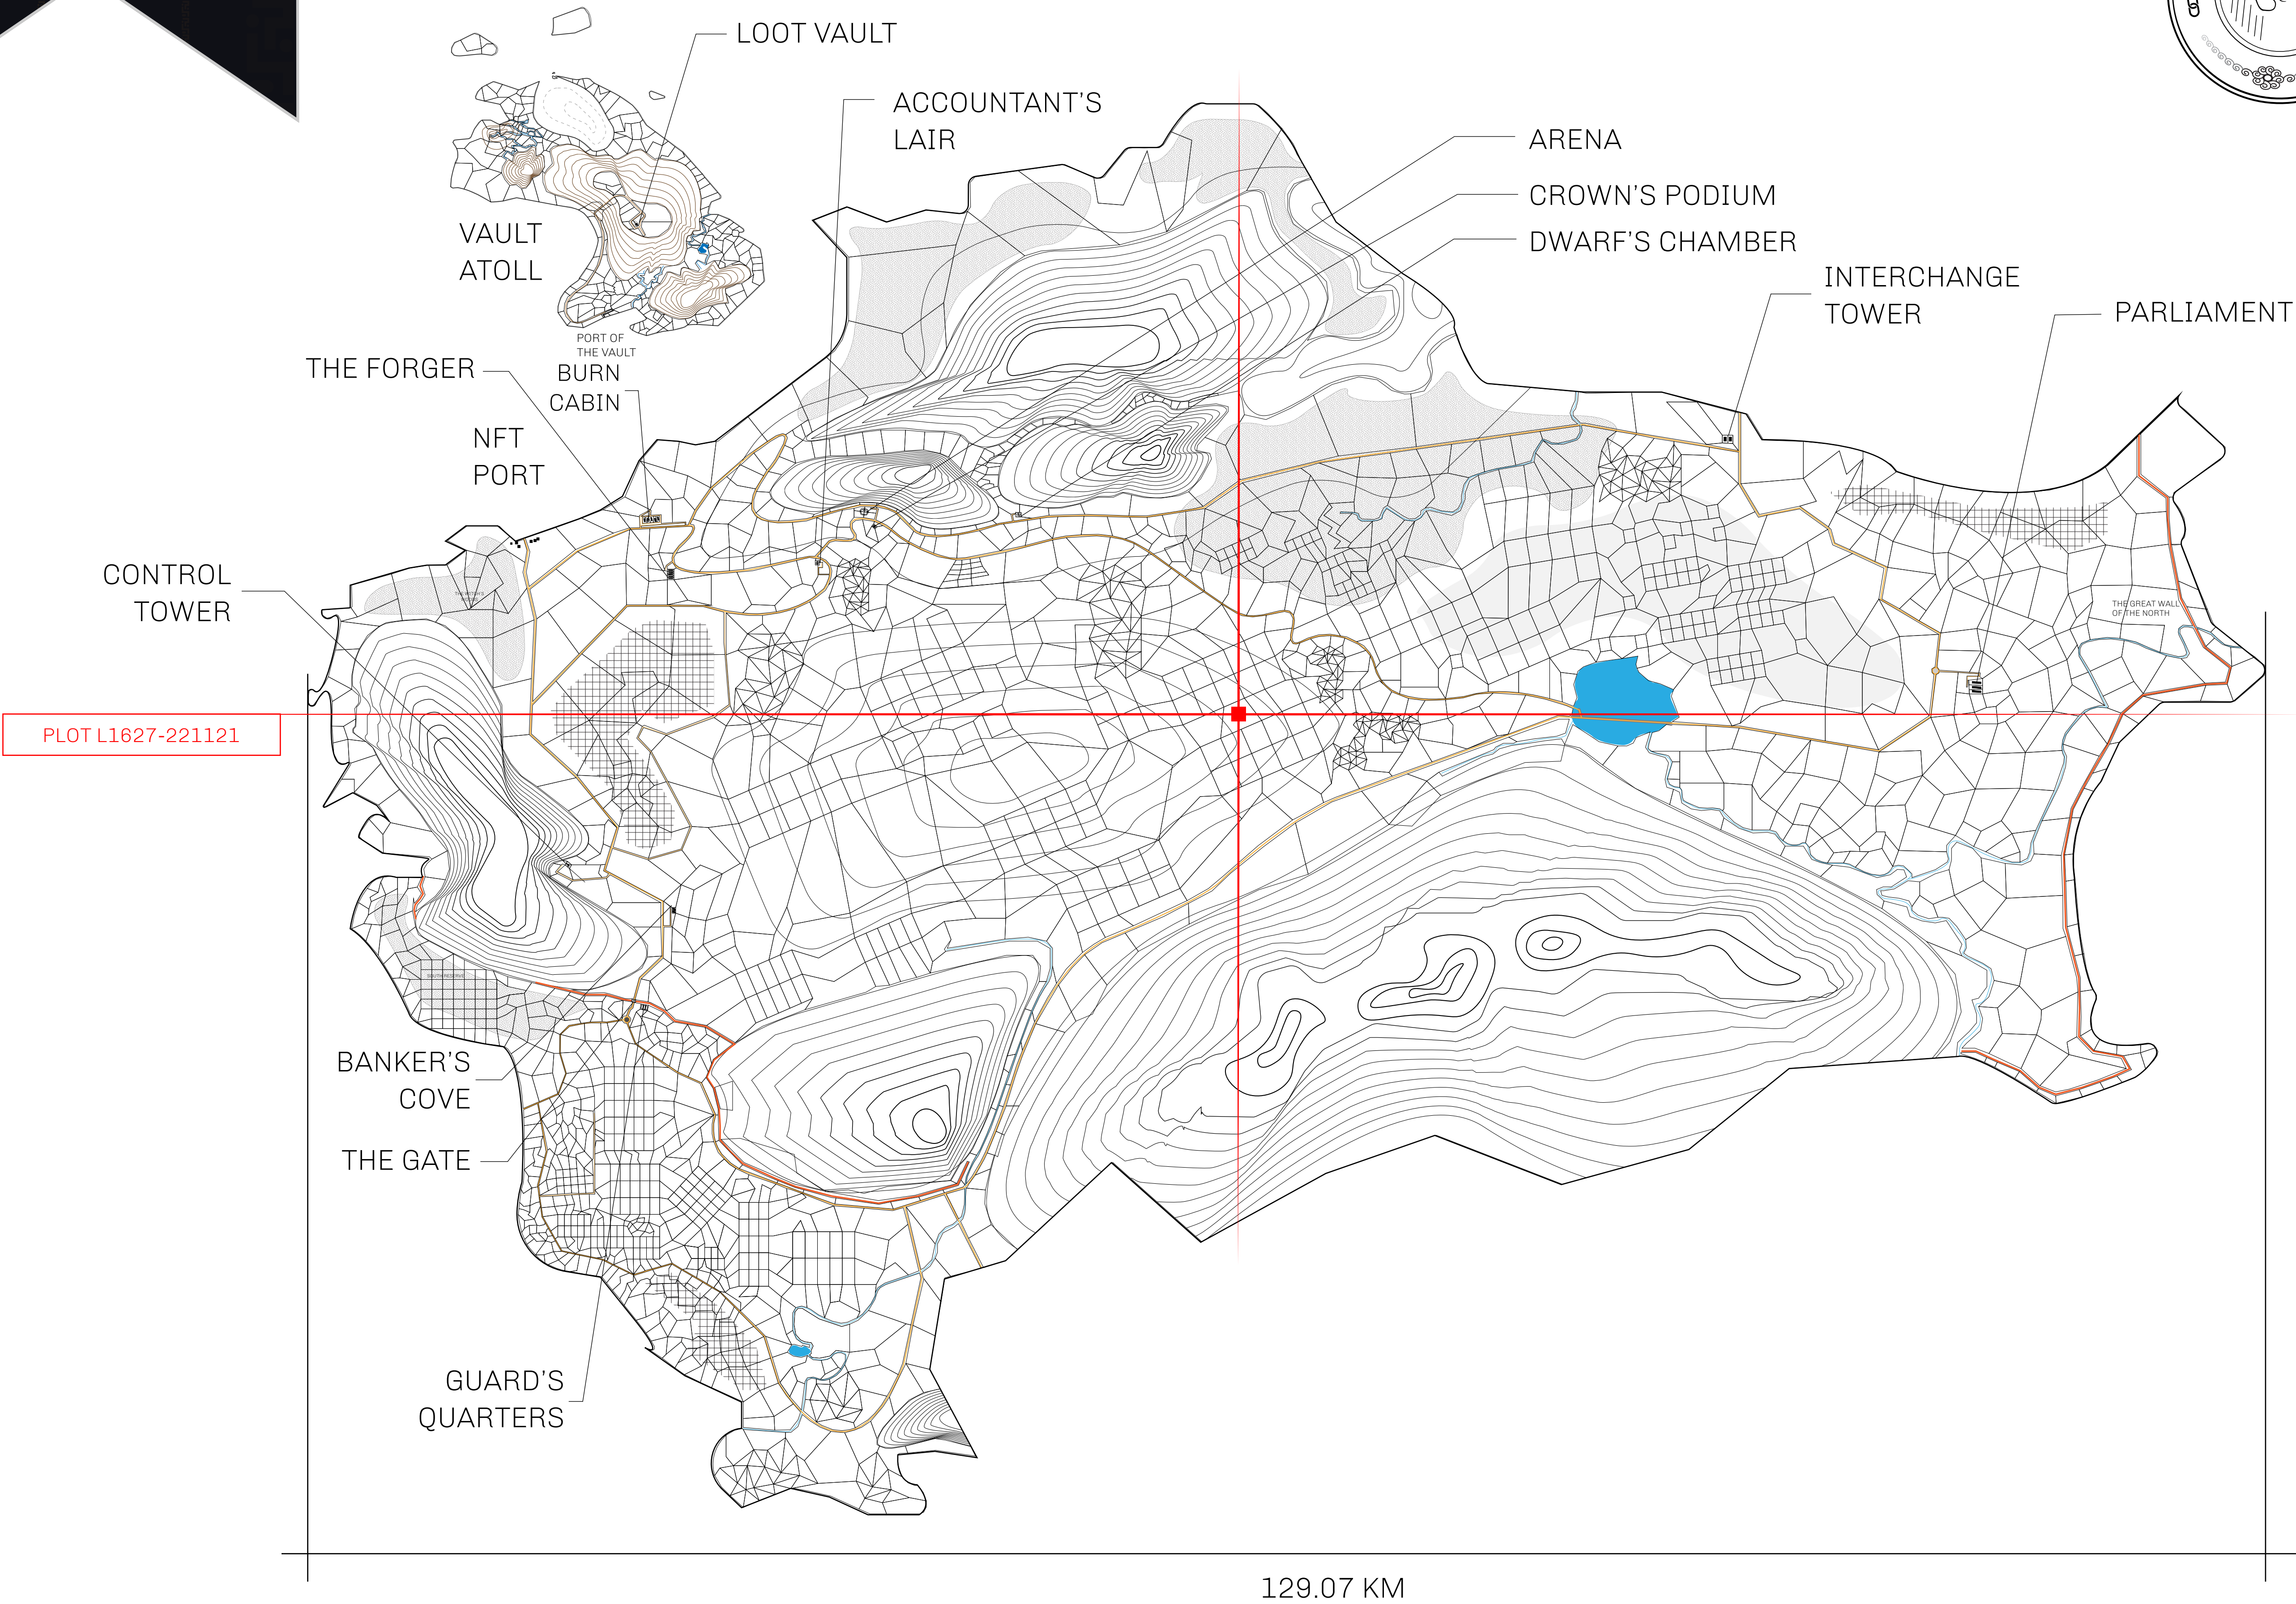 LOOT VAULT
ACCOUNTANT'S
LAIR
ARENA
CROWN'S PODIUM
DWARF'S CHAMBER
INTERCHANGE
TOWER
PARLIAMENT
VAULT
ATOLL
PORT OF
THE VAULT
THE FORGER
BURN
CABIN
NFT
PORT
CONTROL
TOWER
THE GREAT WALL
OF THE NORTH
PLOT L1627-221121
SOUTH RESERVE
BANKER'S
COVE
THE GATE
GUARD'S
QUARTERS
129.07 KM